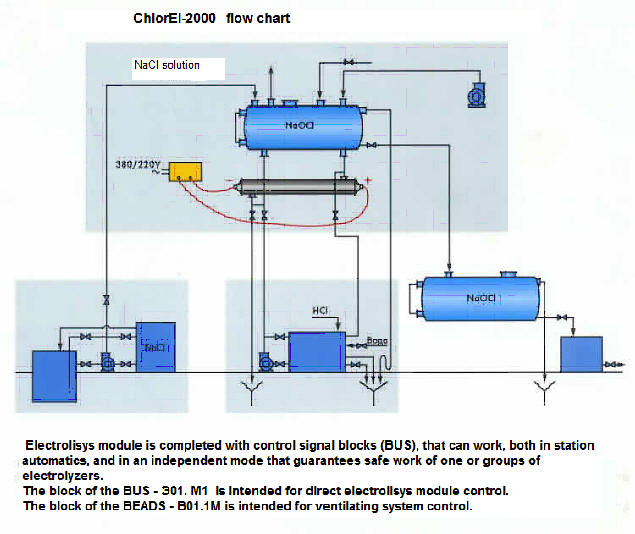 ChlorEl-2000 flow chart
NaCl solution
NaOCl
380/220V
NaOCl
HCl
Вода
NaCl
Electrolisys module is completed with control signal blocks (BUS), that can work, both in station
automatics, and in an independent mode that guarantees safe work of one or groups of
electrolyzers.
The block of the BUS - Э01. M1 is intended for direct electrolisys module control.
The block of the BEADS - B01.1M is intended for ventilating system control.